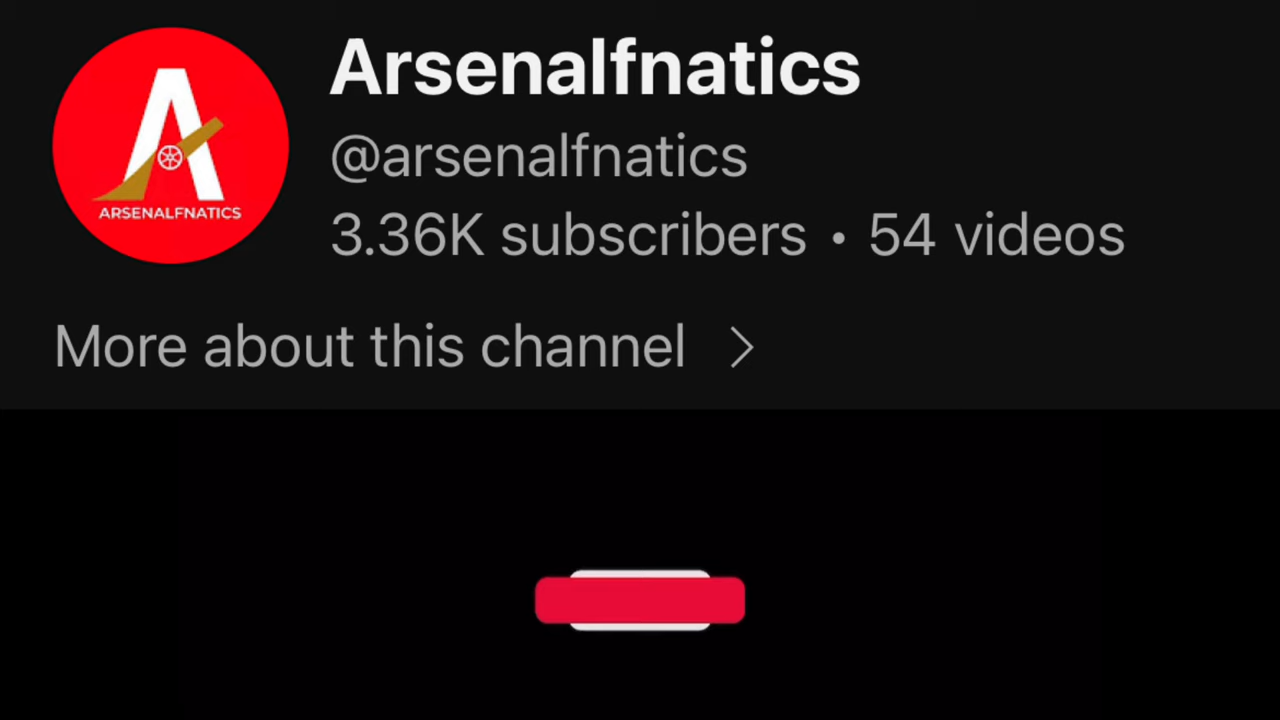 ARSENALFNATICS
Arsenalfnatics
@arsenalfnatics
3.36K subscribers • 54 videos
More about this channel >